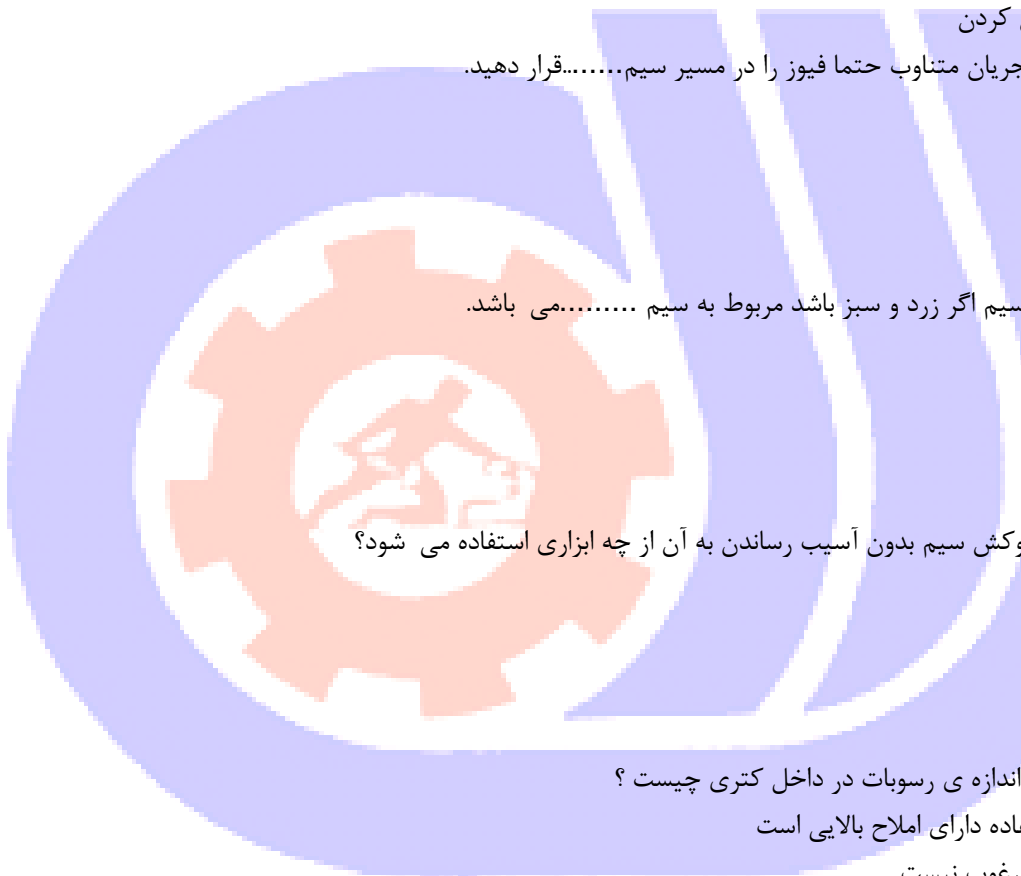 کردن
جریان متناوب حتما فیوز را در مسیر سیم........قرار دهید.
سیم اگر زرد و سبز باشد مربوط به سیم .........می باشد.
وکش سیم بدون آسیب رساندن به آن از چه ابزاری استفاده می شود؟
اندازه ی رسوبات در داخل کتری چیست ؟
فاده دارای املاح بالایی است